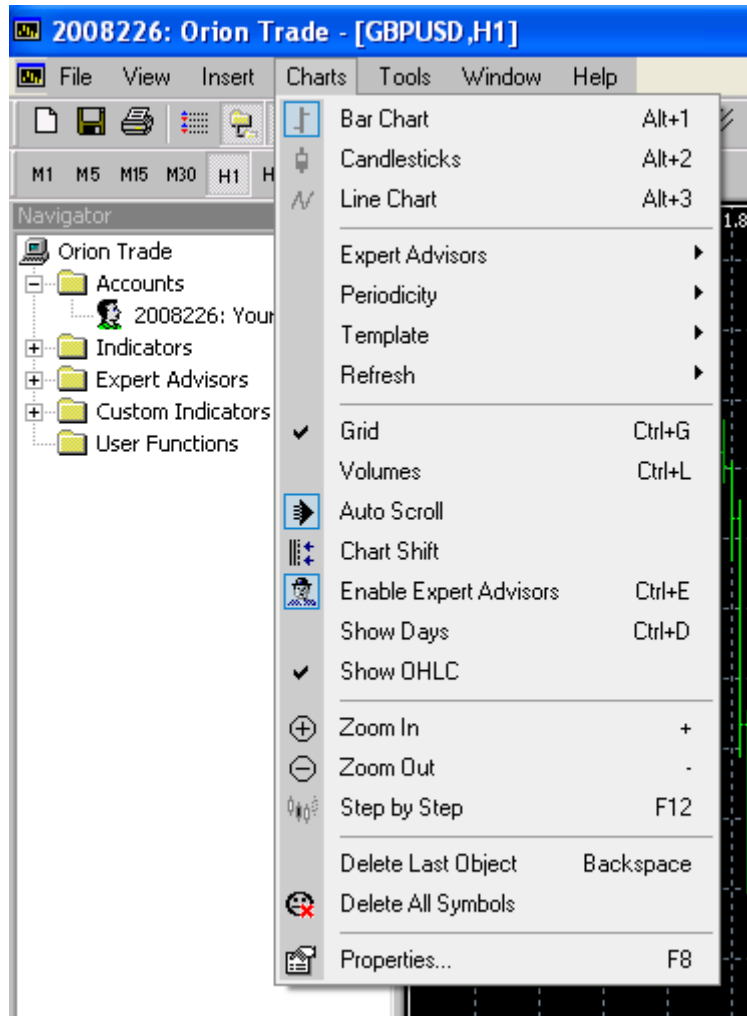 2008226: Orion Trade - [GBPUSD,H1]
File View Insert Charts Tools Window Help
M1 M5 M15 M30 H1 H
Navigator
Orion Trade
Accounts
2008226: Your
Indicators
Expert Advisors
Custom Indicators
User Functions
Bar Chart Alt+1
Candlesticks Alt+2
Line Chart Alt+3
Expert Advisors
Periodicity
Template
Refresh
Grid Ctrl+G
Volumes Ctrl+L
Auto Scroll
Chart Shift
Enable Expert Advisors Ctrl+E
Show Days Ctrl+D
Show OHLC
Zoom In +
Zoom Out -
Step by Step F12
Delete Last Object Backspace
Delete All Symbols
Properties... F8
1.8